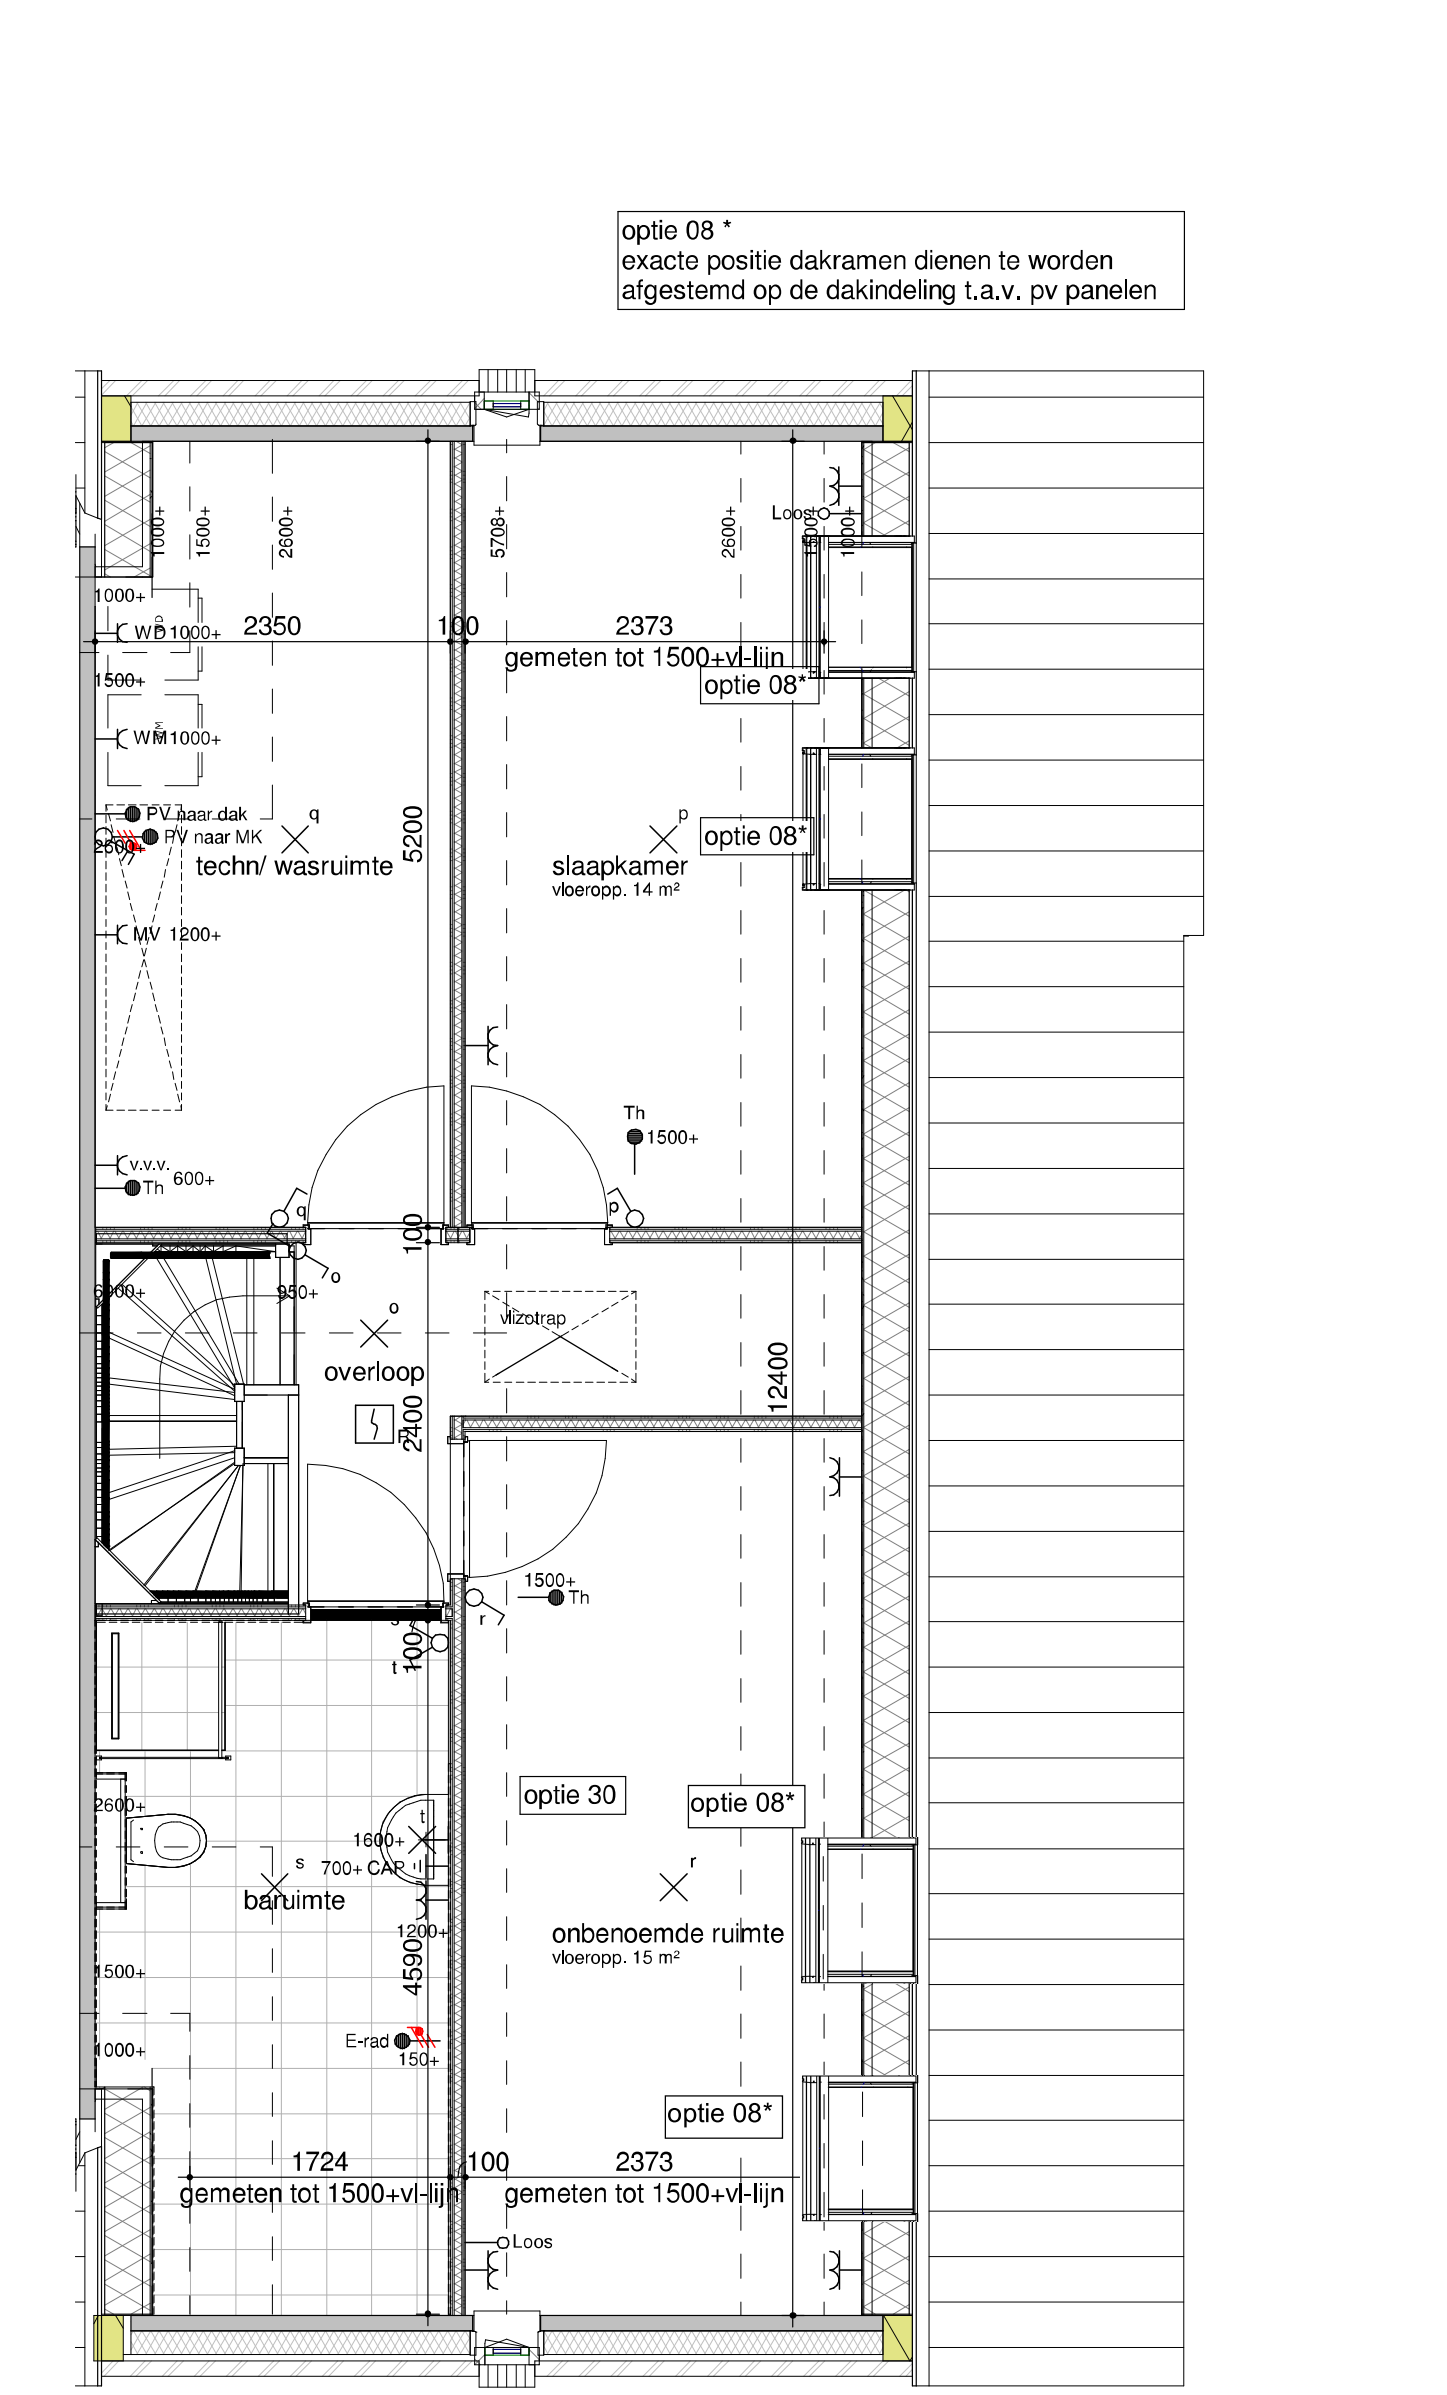 optie 08 *
exacte positie dakramen dienen te worden
afgestemd op de dakindeling t.a.v. pv panelen
1000+
1500+
2600+
5708+
2600+
Loos
1500+
1000+
1000+
WD 1000+
WD
2350
100
2373
gemeten tot 1500+vl-lijn
optie 08*
1500+
WM 1000+
WM
PV naar dak
PV naar MK
2600+
q
techn/ wasruimte
5200
p
slaapkamer
vloeropp. 14 m²
optie 08*
MV 1200+
Th
1500+
v.v.v.
600+
Th
q
p
100
o
950+
o
overloop
vlizotrap
12400
2400
1500+
Th
r
s
t
100
optie 30
optie 08*
2600+
t
1600+
s
700+ CAP
baruimte
1200+
4590
r
onbenoemde ruimte
vloeropp. 15 m²
1500+
E-rad
150+
1000+
optie 08*
1724
100
2373
gemeten tot 1500+vl-lijn
gemeten tot 1500+vl-lijn
Loos